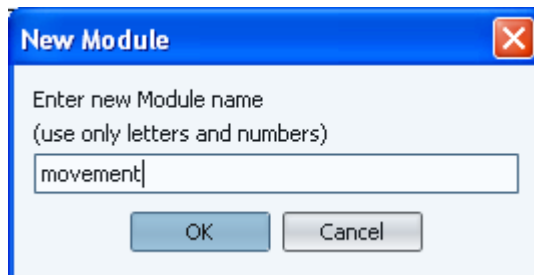 New Module
Enter new Module name
(use only letters and numbers)
movement
OK Cancel